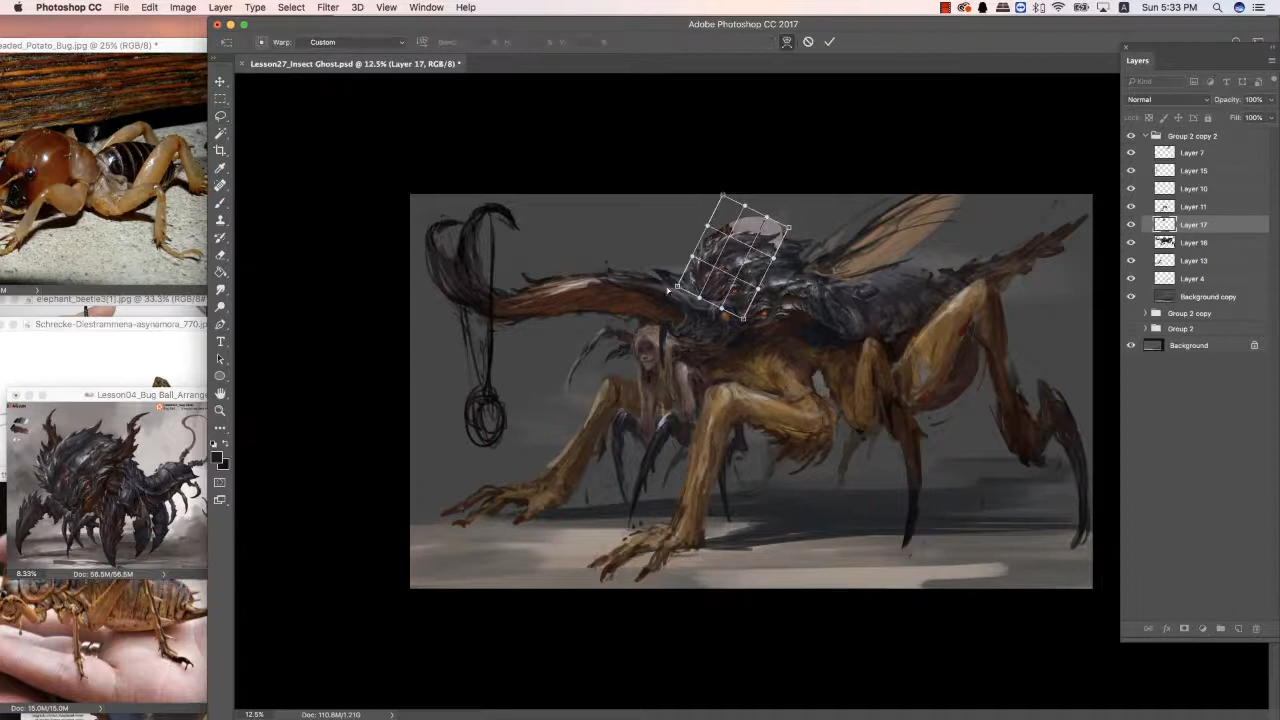 Photoshop CC File Edit Image Layer Type Select Filter 3D View Window Help
Sun 5:33 PM
Adobe Photoshop CC 2017
Warp: Custom
Bend:
H:
V:
Lesson27_Insect Ghost.psd @ 12.5% (Layer 17, RGB/8) *
eaded_Potato_Bug.jpg @ 25% (RGB/8) *
elephant_beetle3[1].jpg @ 33.3% (RGB/8#
Schrecke-Diestrammena-asynamora_770.jp
Lesson04_Bug Ball_Arrange
8.33%
Doc: 58.5M/56.5M
Doc: 15.0M/15.0M
Layers
Kind
Normal
Opacity: 100%
Lock:
Fill: 100%
Group 2 copy 2
Layer 7
Layer 15
Layer 10
Layer 11
Layer 17
Layer 16
Layer 13
Layer 4
Background copy
Group 2 copy
Group 2
Background
12.5%
Doc: 110.8M/1.21G